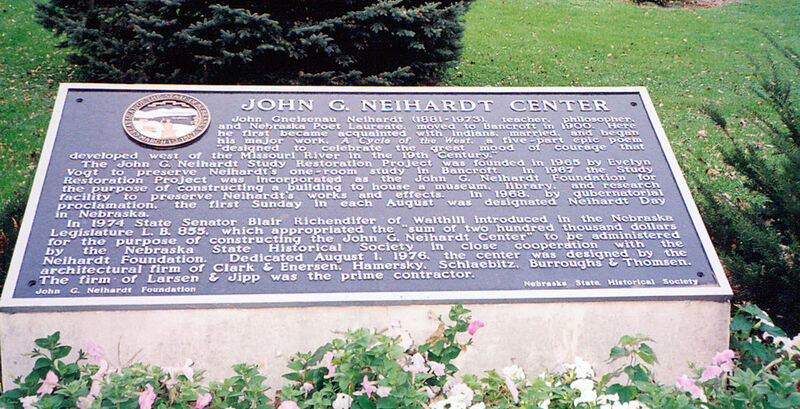 JOHN G. NEIHARDT CENTER
John Gneisenau Neihardt (1881-1973), teacher, philosopher,
and Nebraska Poet Laureate, moved to Bancroft in 1900. Here
he first became acquainted with Indians, married, and began
his major work, A Cycle of the West, a five-part epic poem
"designed to celebrate the great mood of courage that
developed west of the Missouri River in the 19th Century."
The John G. Neihardt Study Restoration Project was founded in 1965 by Evelyn
Vogt to preserve Neihardt's one-room study in Bancroft. In 1967 the Study
Restoration Project was incorporated as the John G. Neihardt Foundation for
the purpose of constructing a building to house a museum, library, and research
facility to preserve Neihardt's works and effects. In 1968, by gubernatorial
proclamation, the first Sunday in each August was designated Neihardt Day
in Nebraska.
In 1974 State Senator Blair Richendifer of Walthill introduced in the Nebraska
Legislature L.B. 855, which appropriated the "sum of two hundred thousand dollars
for the purpose of constructing the John G. Neihardt Center" to be administered
by the Nebraska State Historical Society in close cooperation with the
Neihardt Foundation. Dedicated August 1, 1976, the center was designed by the
architectural firm of Clark & Enersen, Hamersky, Schlaebitz, Burroughs & Thomsen.
The firm of Larsen & Jipp was the prime contractor.
John G. Neihardt Foundation
Nebraska State Historical Society